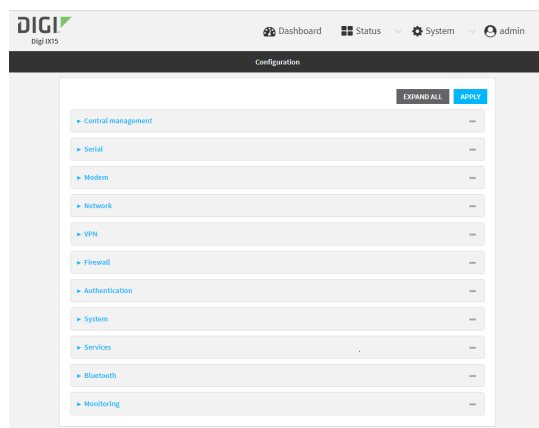 DIGI
Digi IX15
Dashboard Status System admin
Configuration
EXPAND ALL APPLY
Central management
Serial
Modem
Network
VPN
Firewall
Authentication
System
Services
Bluetooth
Monitoring